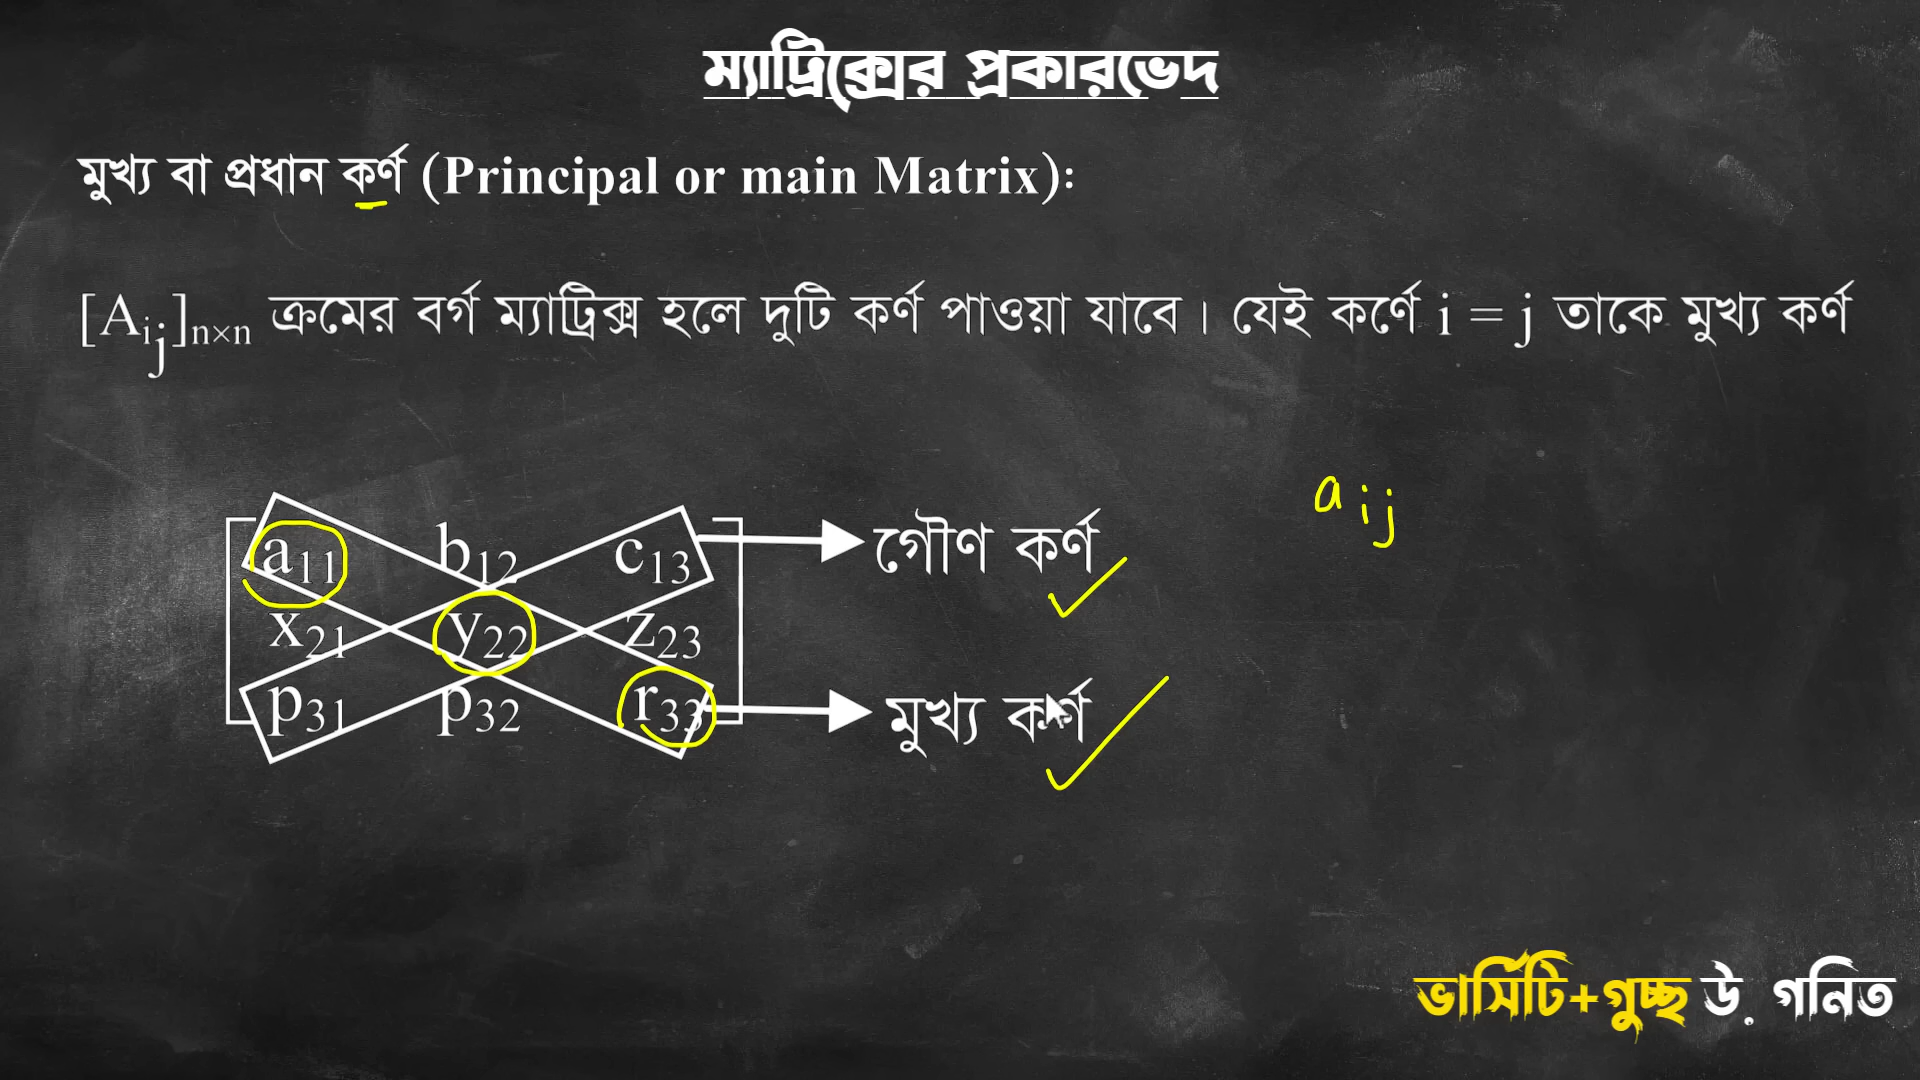 ম্যাট্রিক্সের প্রকারভেদ
মুখ্য বা প্রধান কর্ণ (Principal or main Matrix):
[Aij]n×n ক্রমের বর্গ ম্যাট্রিক্স হলে দুটি কর্ণ পাওয়া যাবে। যেই কর্ণে i = j তাকে মুখ্য কর্ণ
a11 b12 c13
x21 y22 z23
p31 p32 r33
গৌণ কর্ণ
মুখ্য কর্ণ
a i j
ভার্সিটি+গুচ্ছ উ. গনিত